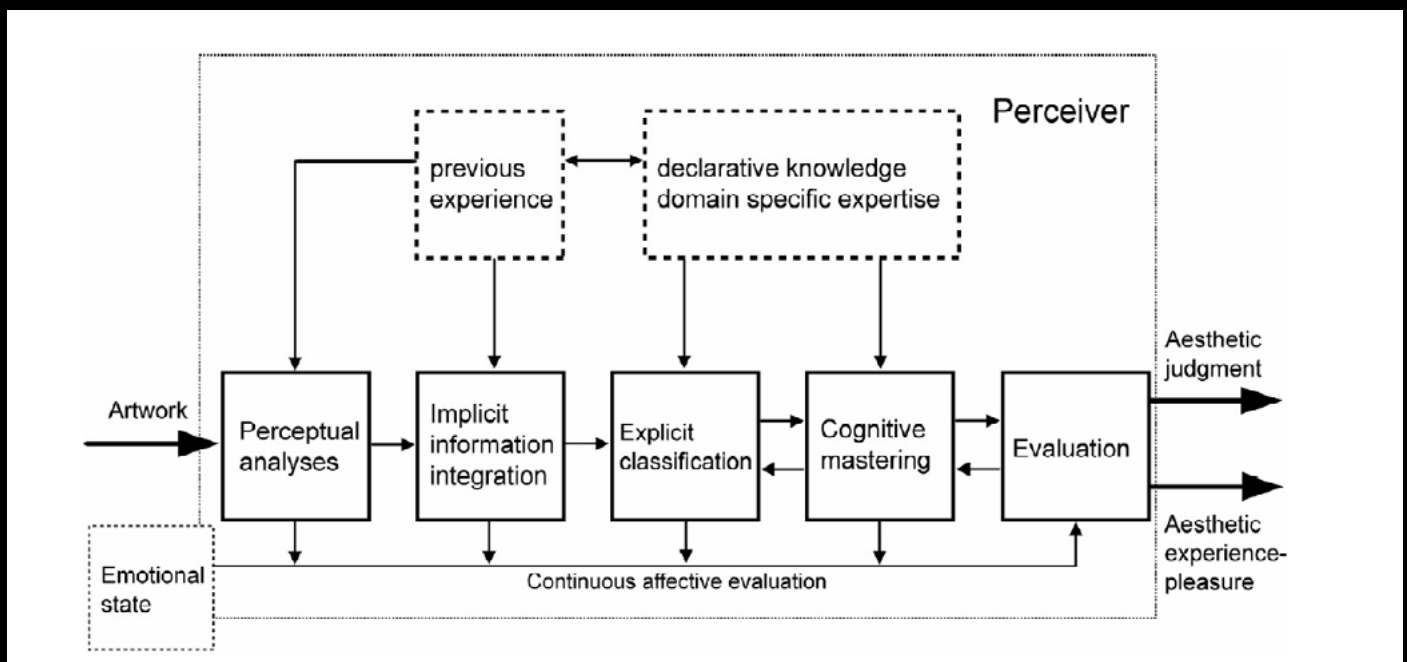 Perceiver
previous
experience
declarative knowledge
domain specific expertise
Artwork
Perceptual
analyses
Implicit
information
integration
Explicit
classification
Cognitive
mastering
Evaluation
Aesthetic
judgment
Aesthetic
experience-
pleasure
Emotional
state
Continuous affective evaluation